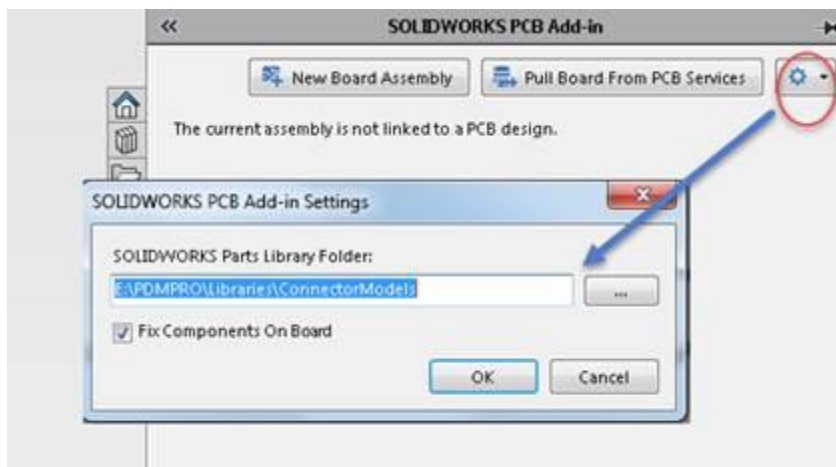 SOLIDWORKS PCB Add-in
New Board Assembly
Pull Board From PCB Services
The current assembly is not linked to a PCB design.
SOLIDWORKS PCB Add-in Settings
SOLIDWORKS Parts Library Folder:
E:\PDMPRO\Libraries\ConnectorModels
...
Fix Components On Board
OK
Cancel